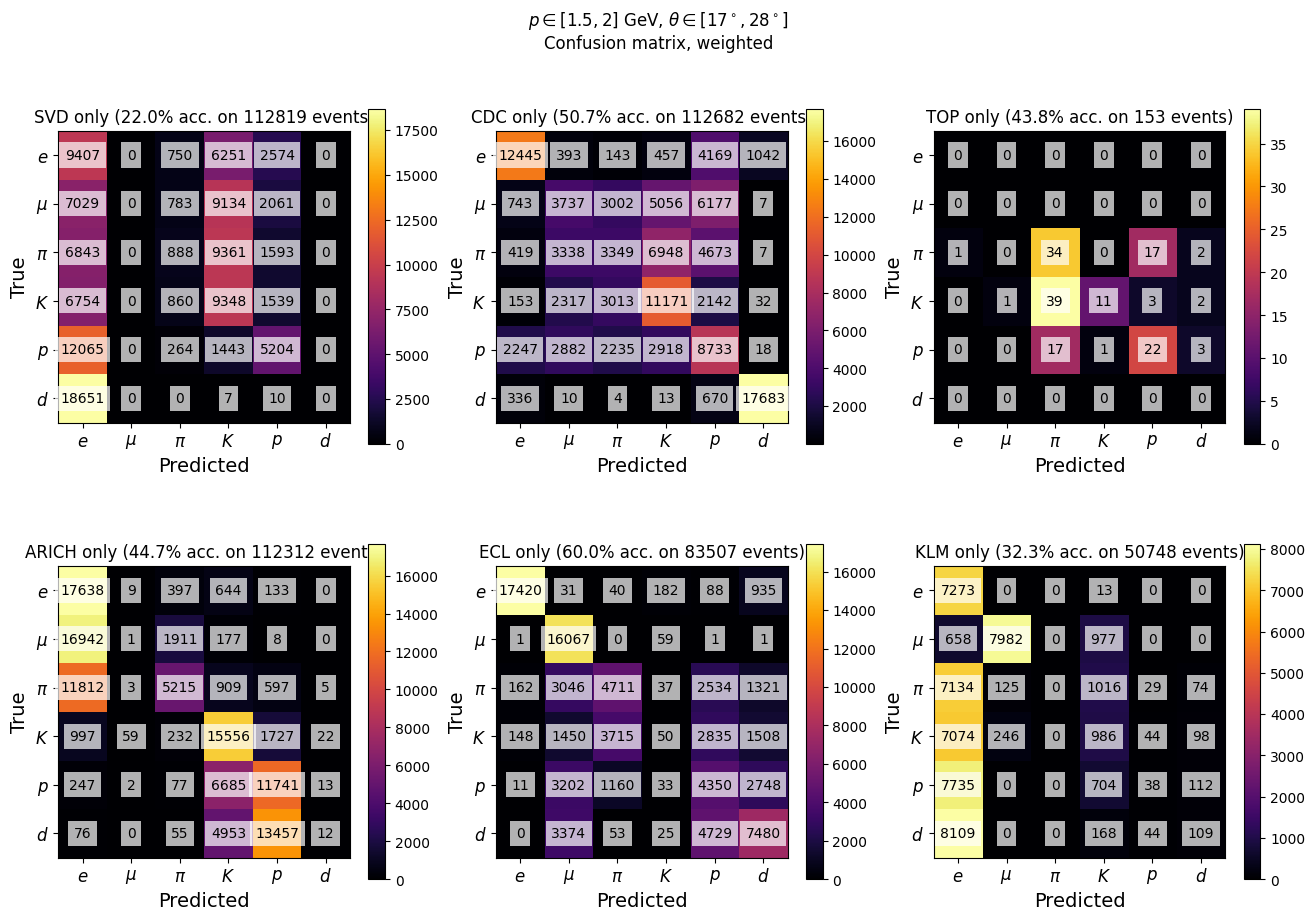 p ∈ [1.5, 2] GeV, θ ∈ [17°, 28°]
Confusion matrix, weighted
SVD only (22.0% acc. on 112819 events
True
e 9407 0 750 6251 2574 0
μ 7029 0 783 9134 2061 0
π 6843 0 888 9361 1593 0
K 6754 0 860 9348 1539 0
p 12065 0 264 1443 5204 0
d 18651 0 0 7 10 0
e μ π K p d
Predicted
17500
15000
12500
10000
7500
5000
2500
0
CDC only (50.7% acc. on 112682 events
True
e 12445 393 143 457 4169 1042
μ 743 3737 3002 5056 6177 7
π 419 3338 3349 6948 4673 7
K 153 2317 3013 11171 2142 32
p 2247 2882 2235 2918 8733 18
d 336 10 4 13 670 17683
e μ π K p d
Predicted
16000
14000
12000
10000
8000
6000
4000
2000
TOP only (43.8% acc. on 153 events)
True
e 0 0 0 0 0 0
μ 0 0 0 0 0 0
π 1 0 34 0 17 2
K 0 1 39 11 3 2
p 0 0 17 1 22 3
d 0 0 0 0 0 0
e μ π K p d
Predicted
35
30
25
20
15
10
5
0
ARICH only (44.7% acc. on 112312 event
True
e 17638 9 397 644 133 0
μ 16942 1 1911 177 8 0
π 11812 3 5215 909 597 5
K 997 59 232 15556 1727 22
p 247 2 77 6685 11741 13
d 76 0 55 4953 13457 12
e μ π K p d
Predicted
16000
14000
12000
10000
8000
6000
4000
2000
0
ECL only (60.0% acc. on 83507 events)
True
e 17420 31 40 182 88 935
μ 1 16067 0 59 1 1
π 162 3046 4711 37 2534 1321
K 148 1450 3715 50 2835 1508
p 11 3202 1160 33 4350 2748
d 0 3374 53 25 4729 7480
e μ π K p d
Predicted
16000
14000
12000
10000
8000
6000
4000
2000
0
KLM only (32.3% acc. on 50748 events)
True
e 7273 0 0 13 0 0
μ 658 7982 0 977 0 0
π 7134 125 0 1016 29 74
K 7074 246 0 986 44 98
p 7735 0 0 704 38 112
d 8109 0 0 168 44 109
e μ π K p d
Predicted
8000
7000
6000
5000
4000
3000
2000
1000
0